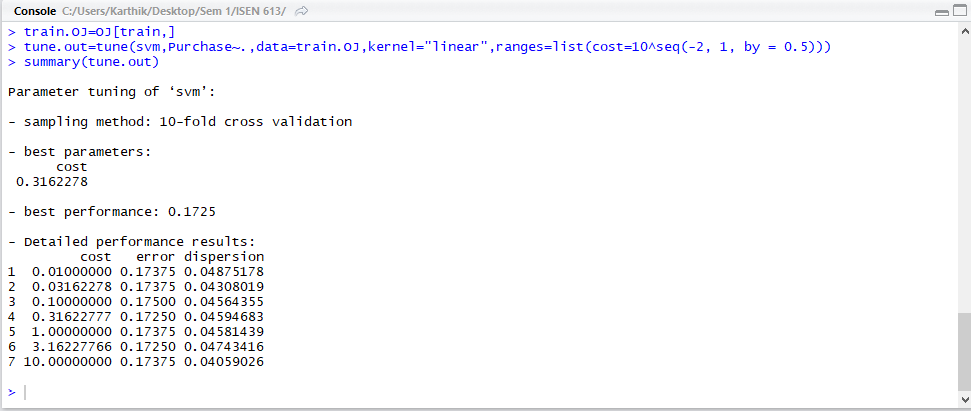 Console C:/Users/Karthik/Desktop/Sem 1/ISEN 613/
> train.OJ=OJ[train,]
> tune.out=tune(svm,Purchase~.,data=train.OJ,kernel="linear",ranges=list(cost=10^seq(-2, 1, by = 0.5)))
> summary(tune.out)
Parameter tuning of ‘svm’:
- sampling method: 10-fold cross validation
- best parameters:
cost
0.3162278
- best performance: 0.1725
- Detailed performance results:
cost error dispersion
1 0.01000000 0.17375 0.04875178
2 0.03162278 0.17375 0.04308019
3 0.10000000 0.17500 0.04564355
4 0.31622777 0.17250 0.04594683
5 1.00000000 0.17375 0.04581439
6 3.16227766 0.17250 0.04743416
7 10.00000000 0.17375 0.04059026
>